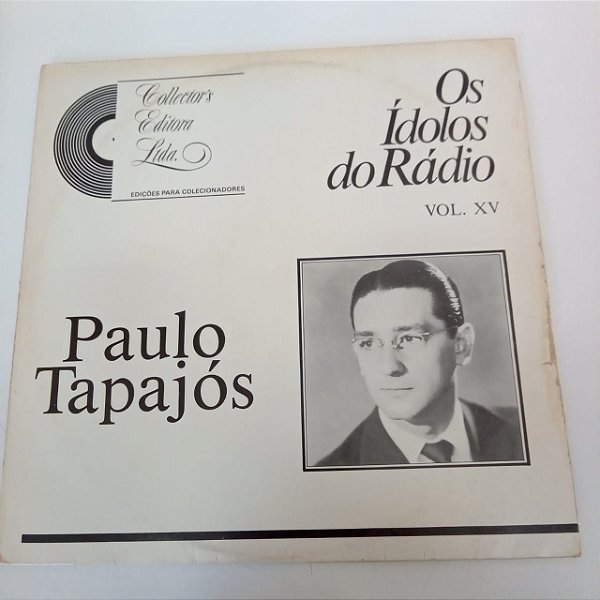 Collector's
Editora
Ltda.
EDIÇÕES PARA COLECIONADORES
Os
Ídolos
do Rádio
VOL. XV
Paulo
Tapajós